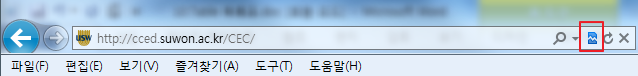 USW http://cced.suwon.ac.kr/CEC/
파일(F) 편집(E) 보기(V) 즐겨찾기(A) 도구(T) 도움말(H)